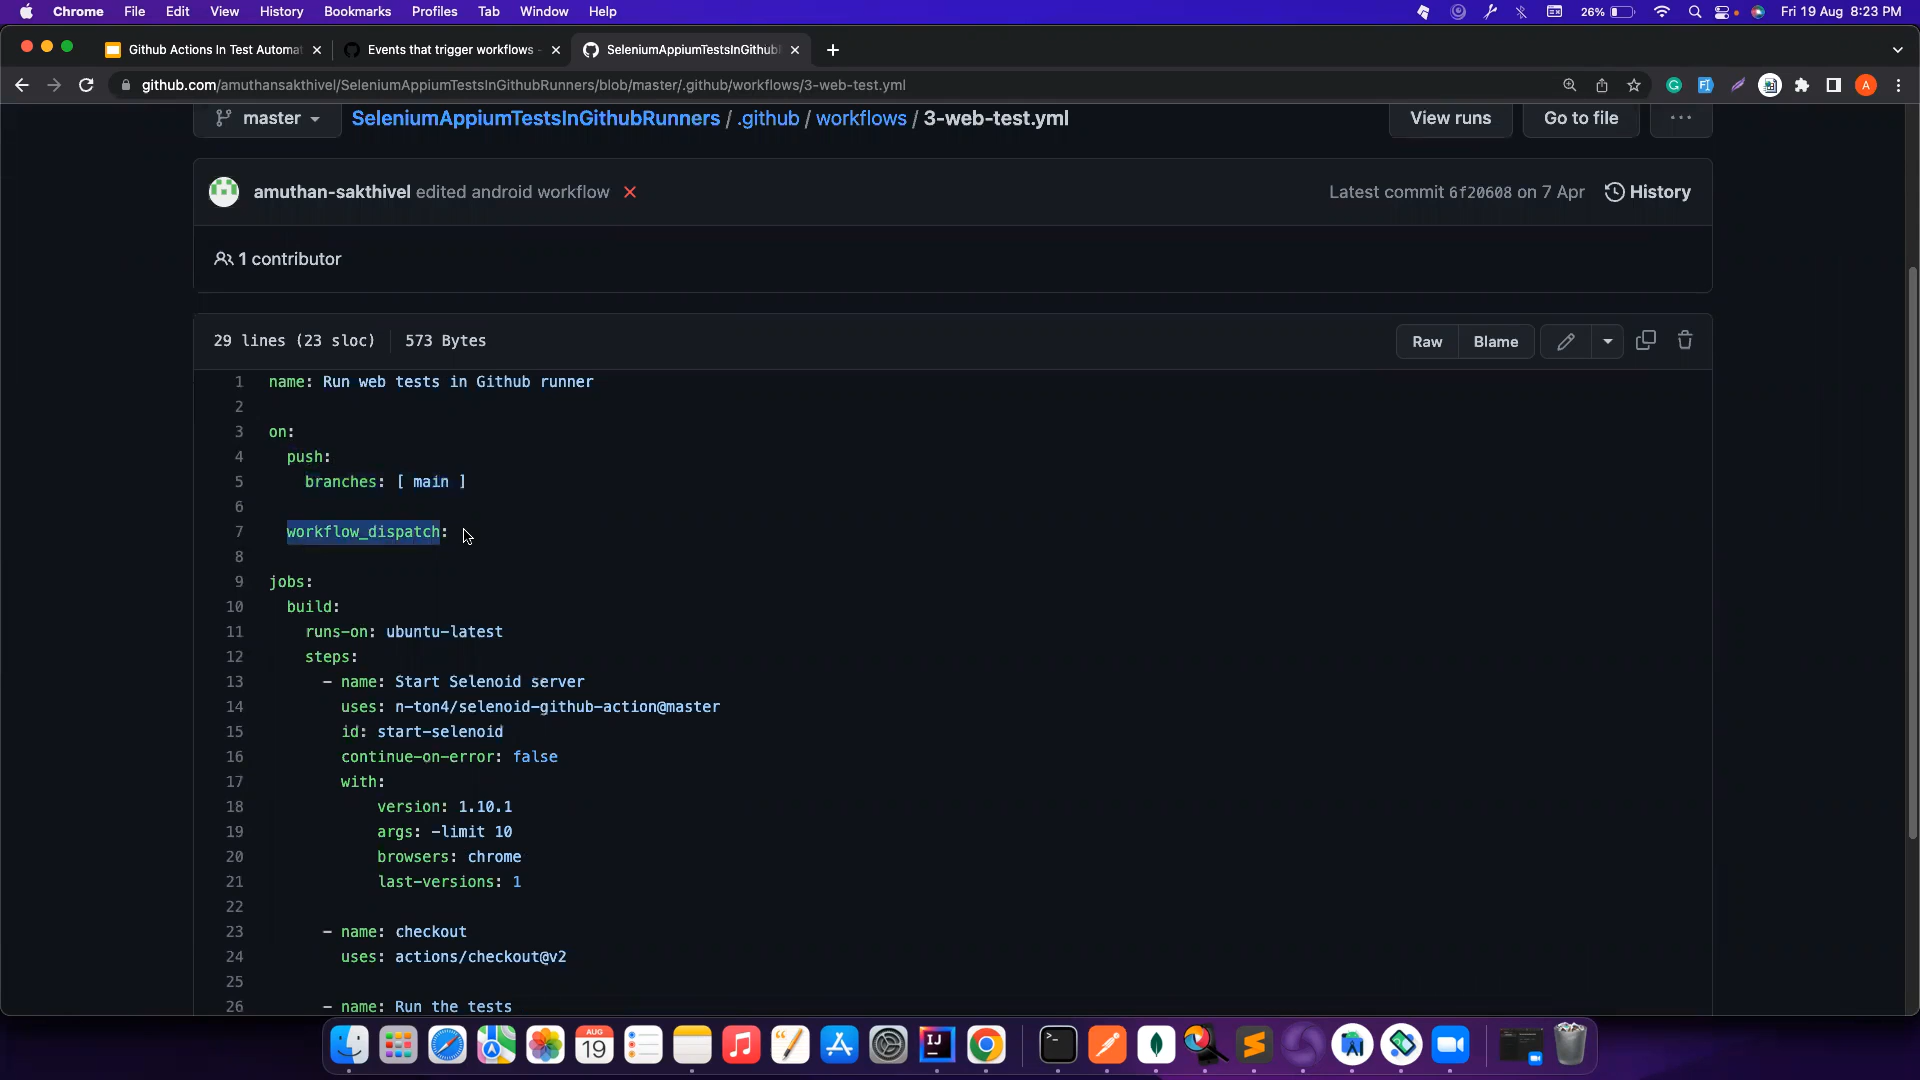 Chrome File Edit View History Bookmarks Profiles Tab Window Help 26% Fri 19 Aug 8:23 PM
Github Actions In Test Automat Events that trigger workflows - SeleniumAppiumTestsInGithub
github.com/amuthansakthivel/SeleniumAppiumTestsInGithubRunners/blob/master/.github/workflows/3-web-test.yml A
master SeleniumAppiumTestsInGithubRunners / .github / workflows / 3-web-test.yml View runs Go to file ...
amuthan-sakthivel edited android workflow Latest commit 6f20608 on 7 Apr History
1 contributor
29 lines (23 sloc) 573 Bytes Raw Blame
1 name: Run web tests in Github runner
2
3 on:
4 push:
5 branches: [ main ]
6
7 workflow_dispatch:
8
9 jobs:
10 build:
11 runs-on: ubuntu-latest
12 steps:
13 - name: Start Selenoid server
14 uses: n-ton4/selenoid-github-action@master
15 id: start-selenoid
16 continue-on-error: false
17 with:
18 version: 1.10.1
19 args: -limit 10
20 browsers: chrome
21 last-versions: 1
22
23 - name: checkout
24 uses: actions/checkout@v2
25
26 - name: Run the tests
AUG
19
IJ